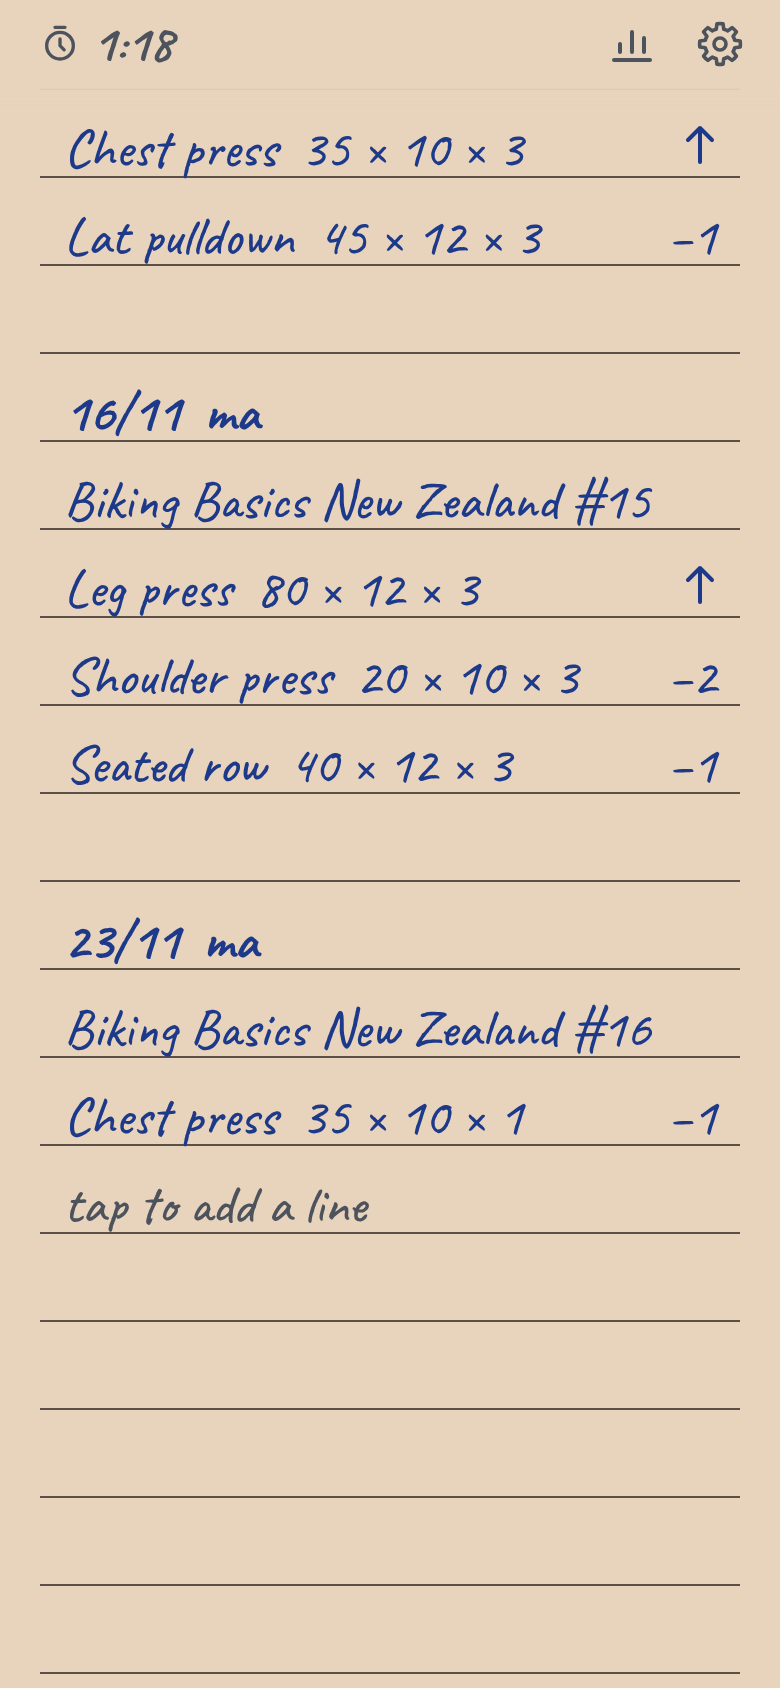 1:18
Chest press 35 × 10 × 3 ↑
Lat pulldown 45 × 12 × 3 –1
16/11 ma
Biking Basics New Zealand #15
Leg press 80 × 12 × 3 ↑
Shoulder press 20 × 10 × 3 –2
Seated row 40 × 12 × 3 –1
23/11 ma
Biking Basics New Zealand #16
Chest press 35 × 10 × 1 –1
tap to add a line